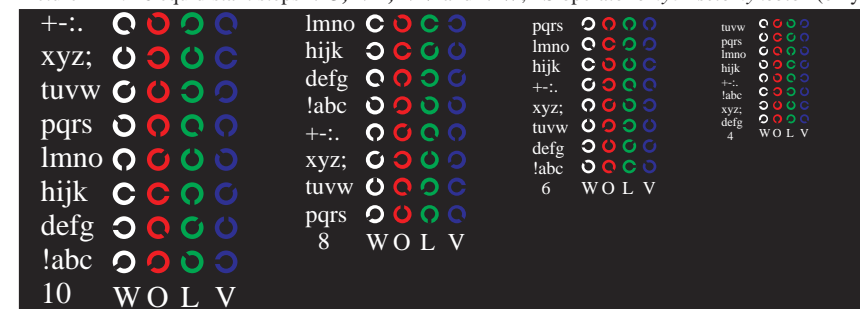 +-:.
xyz;
tuvw
pqrs
lmno
hijk
defg
!abc
10 W O L V
lmno
hijk
defg
!abc
+-:.
xyz;
tuvw
pqrs
8 W O L V
pqrs
lmno
hijk
+-:.
xyz;
tuvw
defg
!abc
6 W O L V
tuvw
pqrs
lmno
hijk
+-:.
!abc
xyz;
defg
4 W O L V